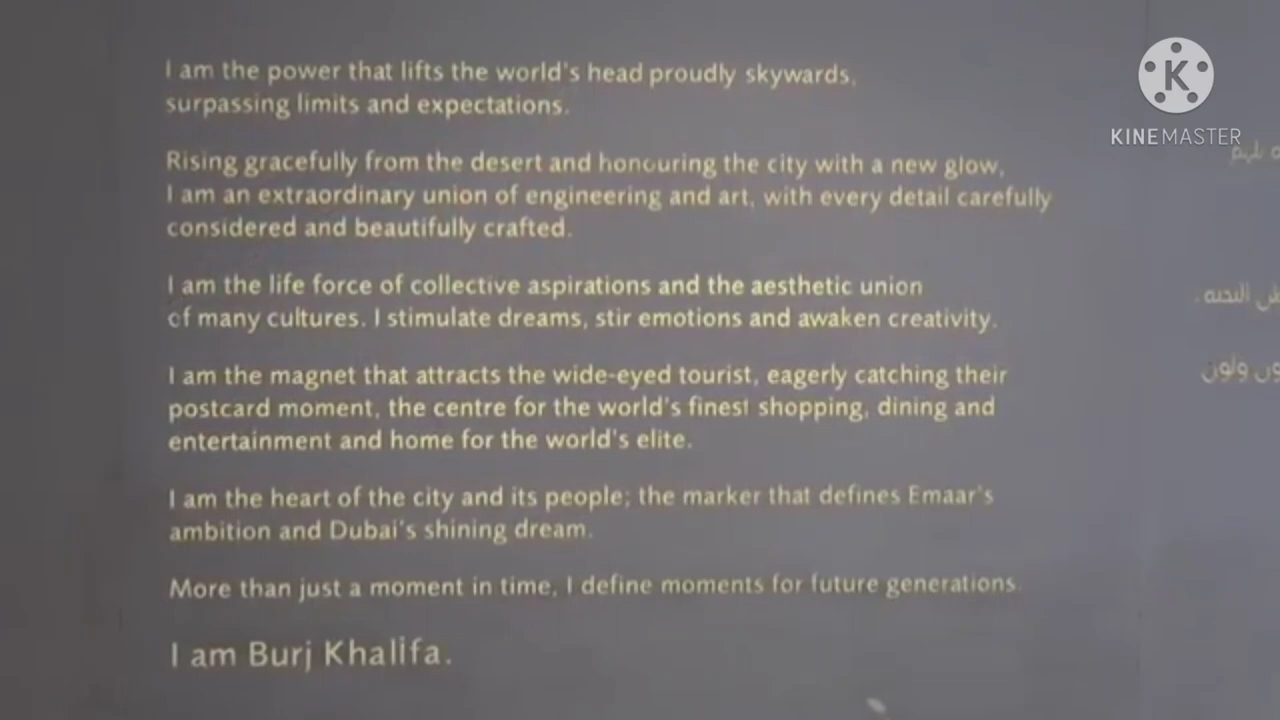 I am the power that lifts the world's head proudly skywards,
surpassing limits and expectations.
Rising gracefully from the desert and honouring the city with a new glow,
I am an extraordinary union of engineering and art, with every detail carefully
considered and beautifully crafted.
I am the life force of collective aspirations and the aesthetic union
of many cultures. I stimulate dreams, stir emotions and awaken creativity.
I am the magnet that attracts the wide-eyed tourist, eagerly catching their
postcard moment, the centre for the world's finest shopping, dining and
entertainment and home for the world's elite.
I am the heart of the city and its people; the marker that defines Emaar's
ambition and Dubai's shining dream.
More than just a moment in time, I define moments for future generations.
I am Burj Khalifa.
K
KINEMASTER